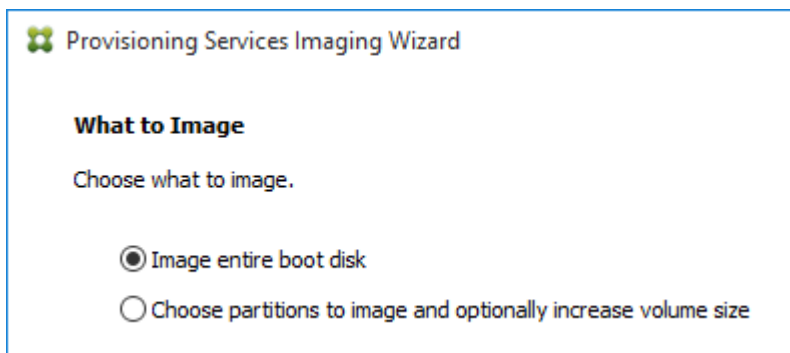 Provisioning Services Imaging Wizard
What to Image
Choose what to image.
Image entire boot disk
Choose partitions to image and optionally increase volume size